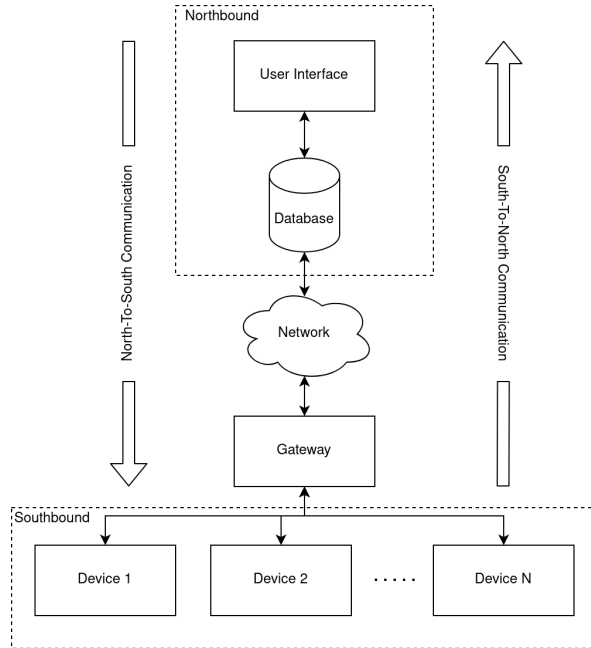 Northbound
User Interface
Database
North-To-South Communication
South-To-North Communication
Network
Gateway
Southbound
Device 1
Device 2
.....
Device N